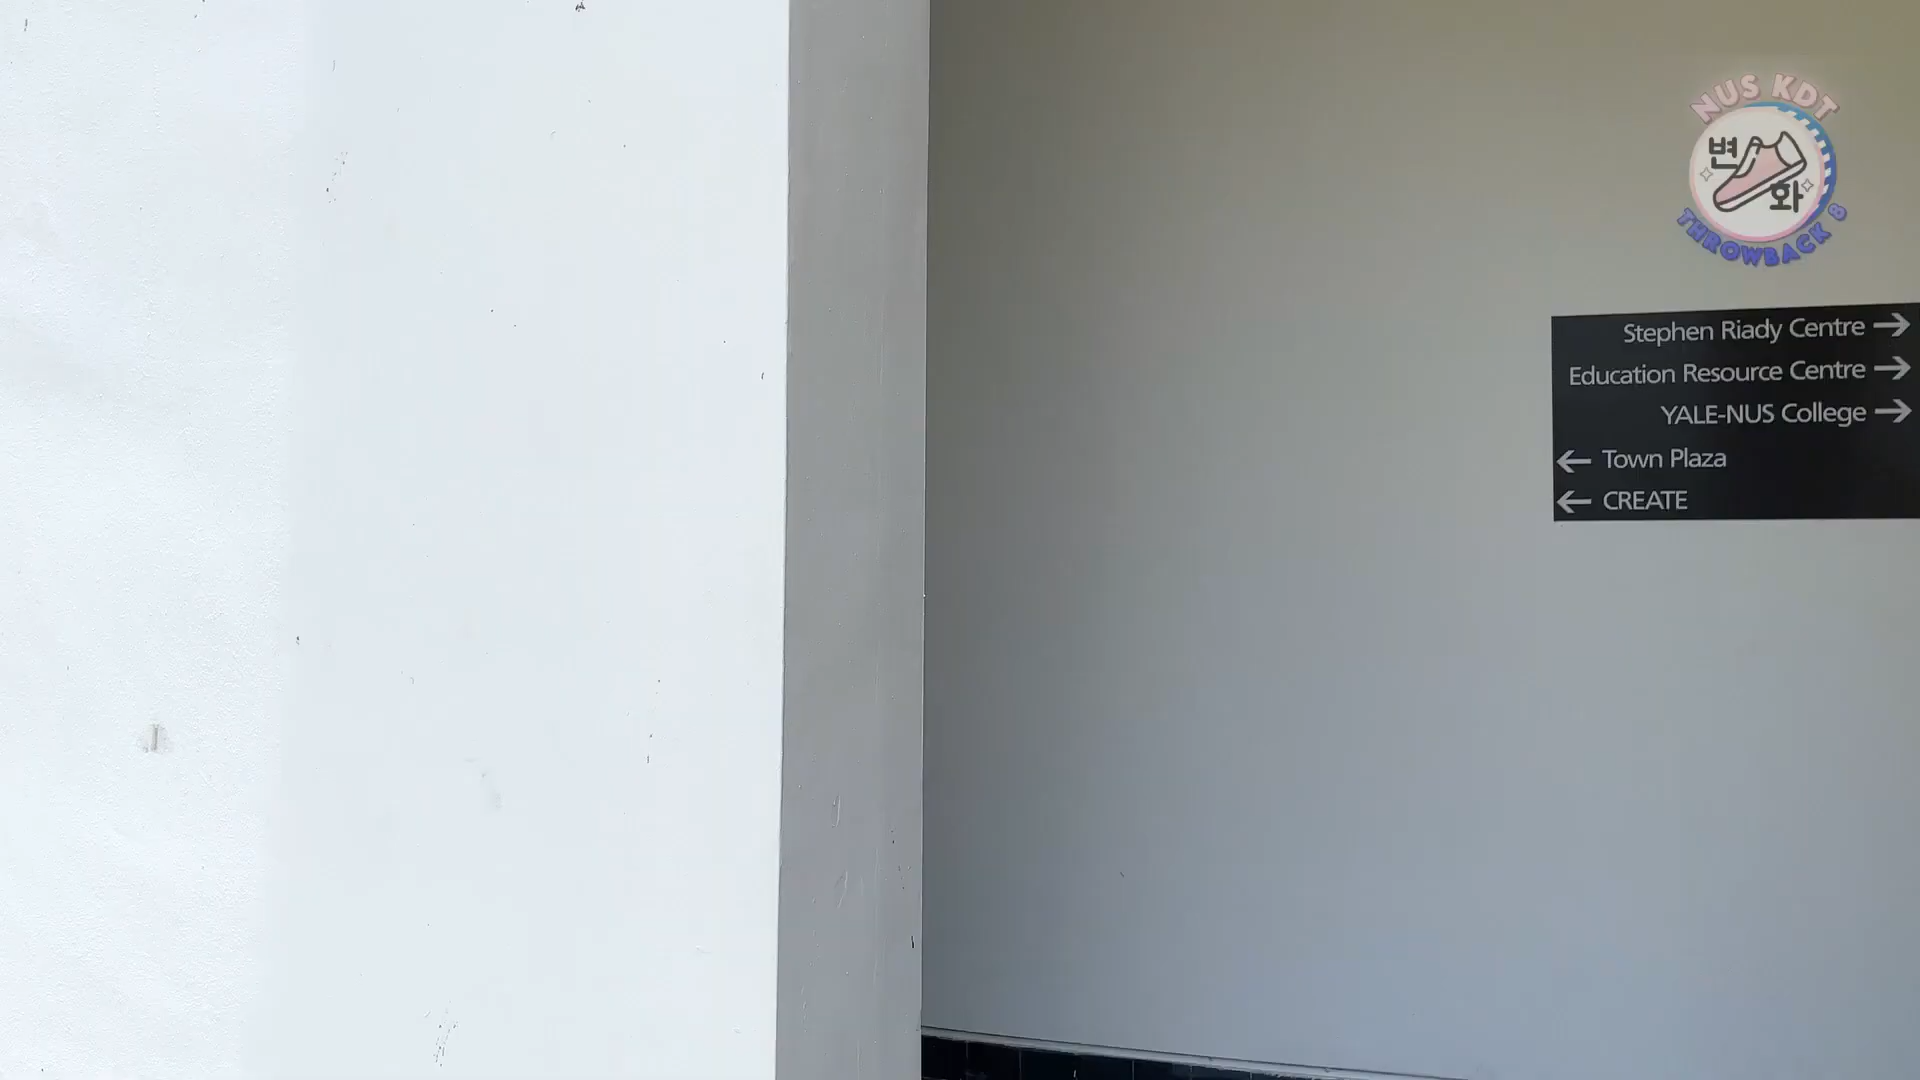 NUS KDT
변
화
THROWBACK 8
Stephen Riady Centre →
Education Resource Centre →
YALE-NUS College →
← Town Plaza
← CREATE